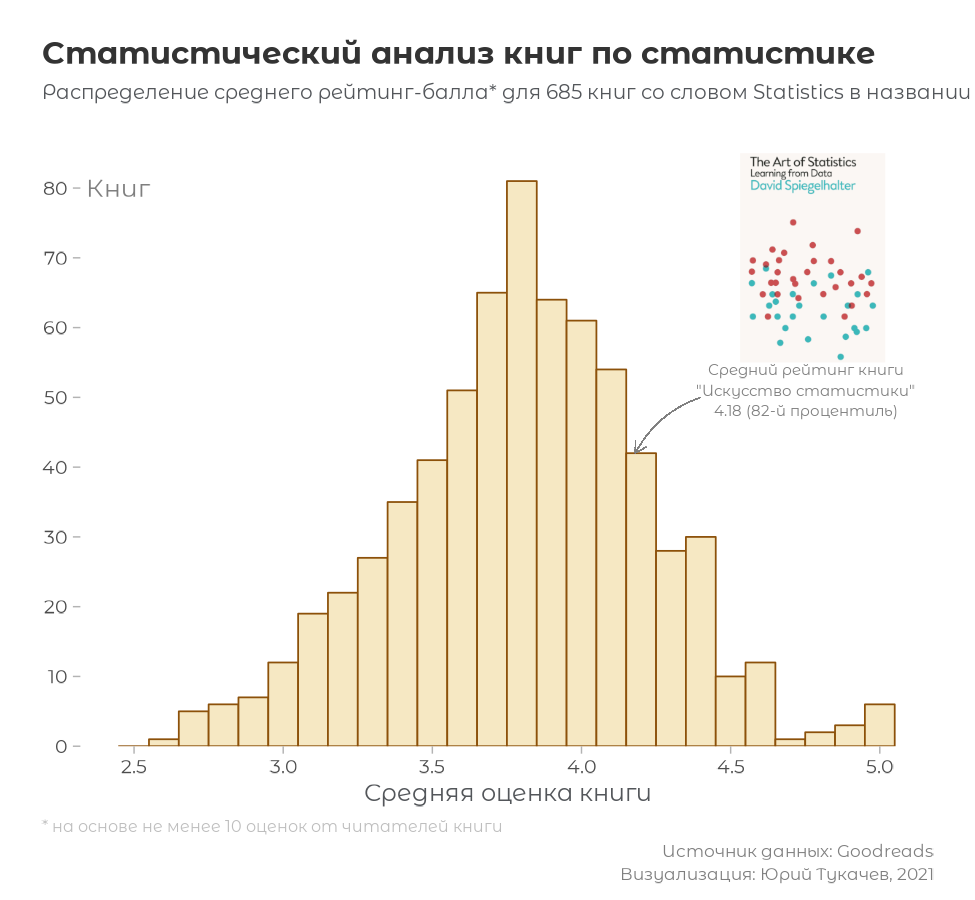 Статистический анализ книг по статистике
Распределение среднего рейтинг-балла* для 685 книг со словом Statistics в названии
The Art of Statistics
Learning from Data
David Spiegelhalter
80 Книг
70
60
50
40
30
20
10
0
Средний рейтинг книги
"Искусство статистики"
4.18 (82-й процентиль)
2.5 3.0 3.5 4.0 4.5 5.0
Средняя оценка книги
* на основе не менее 10 оценок от читателей книги
Источник данных: Goodreads
Визуализация: Юрий Тукачев, 2021